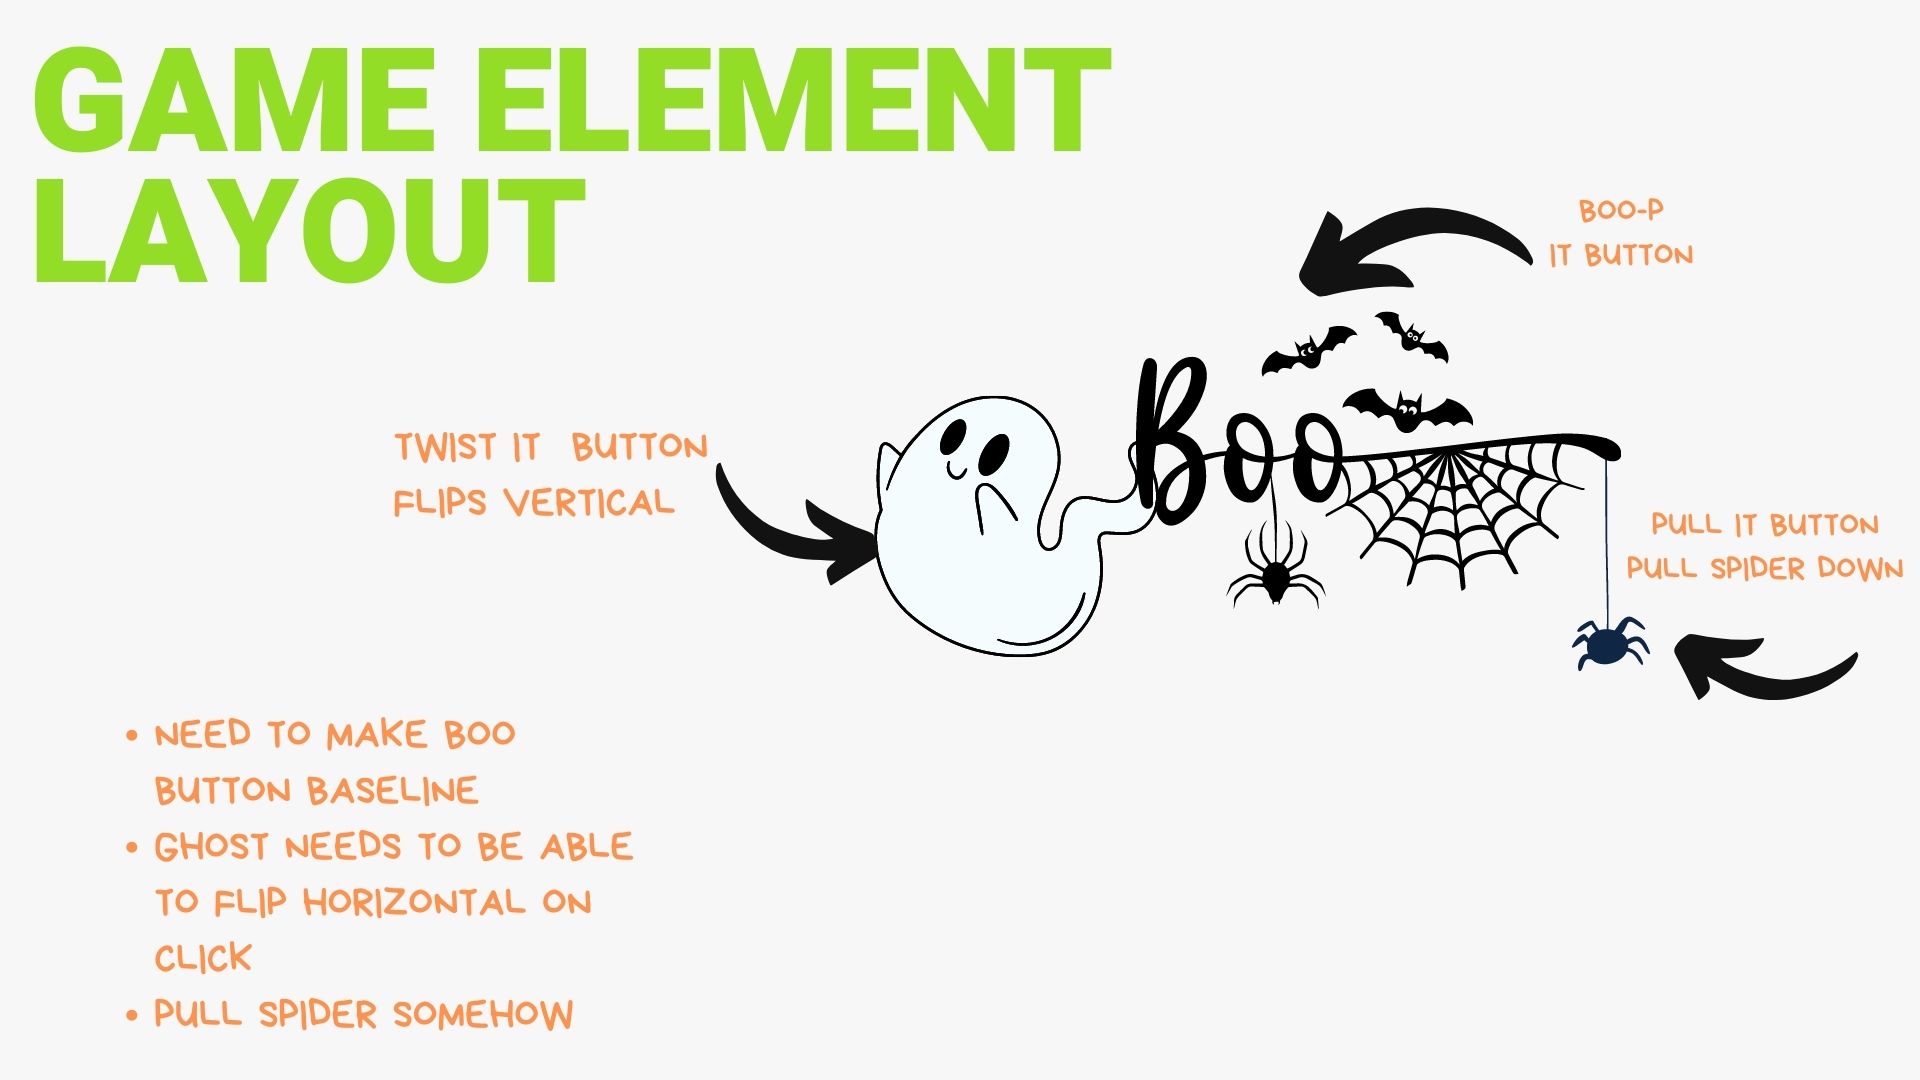 GAME ELEMENT
LAYOUT
BOO-P
IT BUTTON
Boo
TWIST IT  BUTTON
FLIPS VERTICAL
PULL IT BUTTON
PULL SPIDER DOWN
• NEED TO MAKE BOO
BUTTON BASELINE
• GHOST NEEDS TO BE ABLE
TO FLIP HORIZONTAL ON
CLICK
• PULL SPIDER SOMEHOW